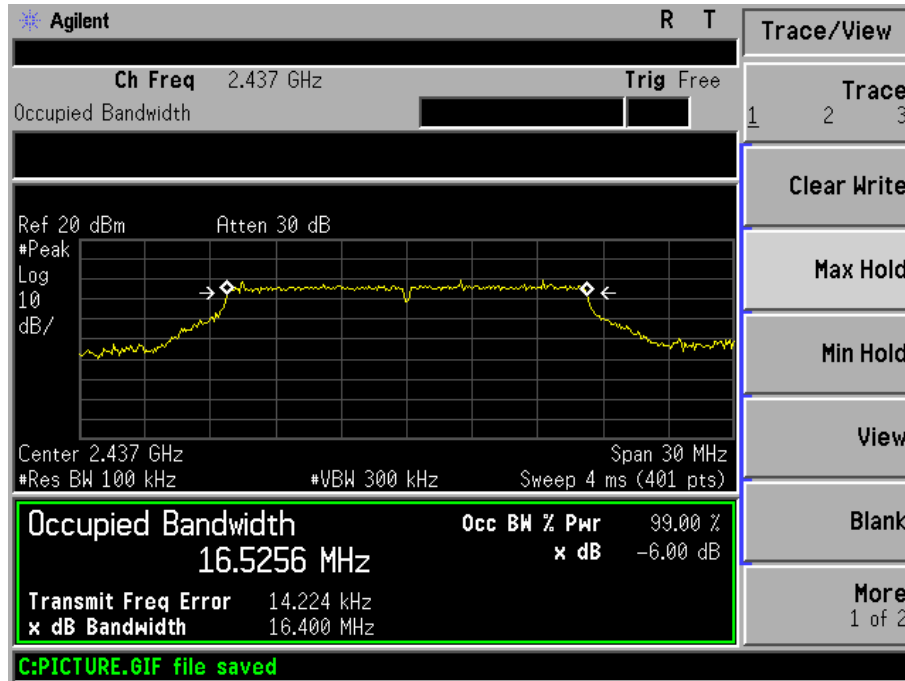 Agilent R T
Trace/View
Ch Freq 2.437 GHz Trig Free
Occupied Bandwidth
Trace
1 2 3
Clear Write
Ref 20 dBm Atten 30 dB
#Peak
Log
10
dB/
Max Hold
Min Hold
Center 2.437 GHz Span 30 MHz
#Res BW 100 kHz #VBW 300 kHz Sweep 4 ms (401 pts)
View
Occupied Bandwidth
16.5256 MHz
Occ BW % Pwr 99.00 %
x dB -6.00 dB
Blank
Transmit Freq Error 14.224 kHz
x dB Bandwidth 16.400 MHz
More
1 of 2
C:PICTURE.GIF file saved